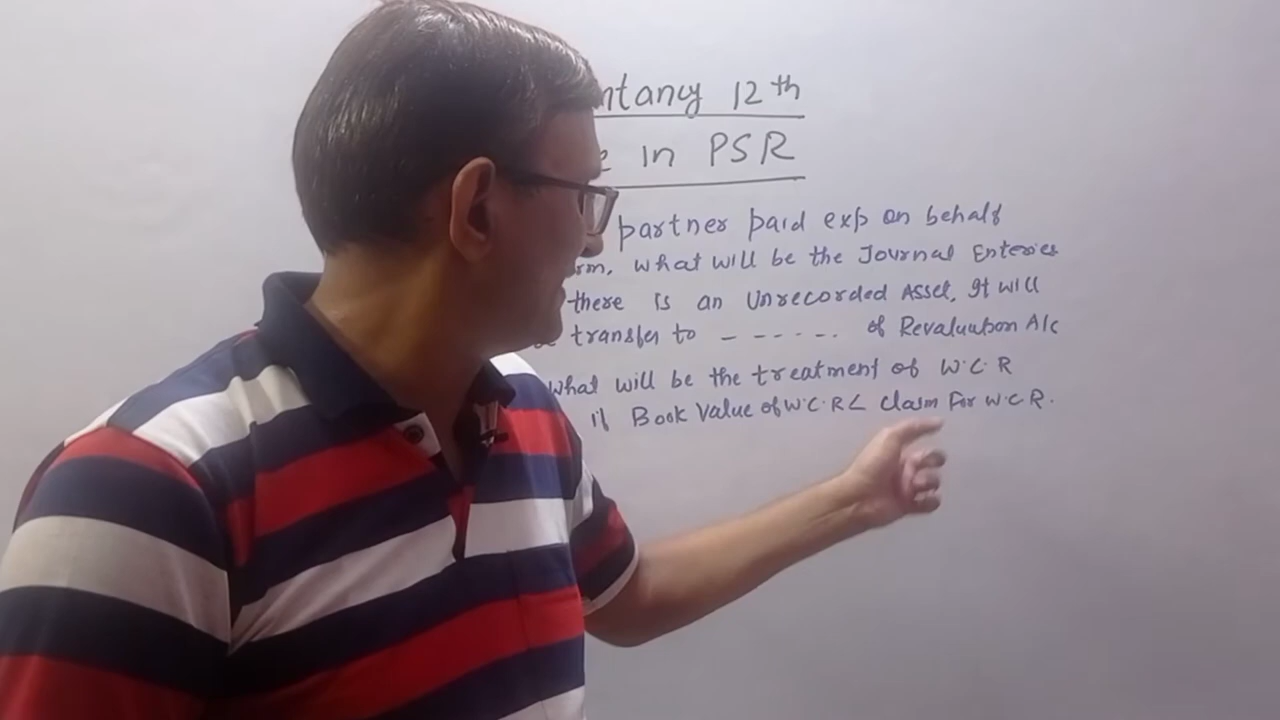 ntancy 12th
e in PSR
partner paid exp on behalf
rm, what will be the Journal Enteries
there is an Unrecorded Asset, It will
transfer to ------ of Revaluation A/c
what will be the treatment of W.C.R
if Book Value of W.C.R < Claim For W.C.R.